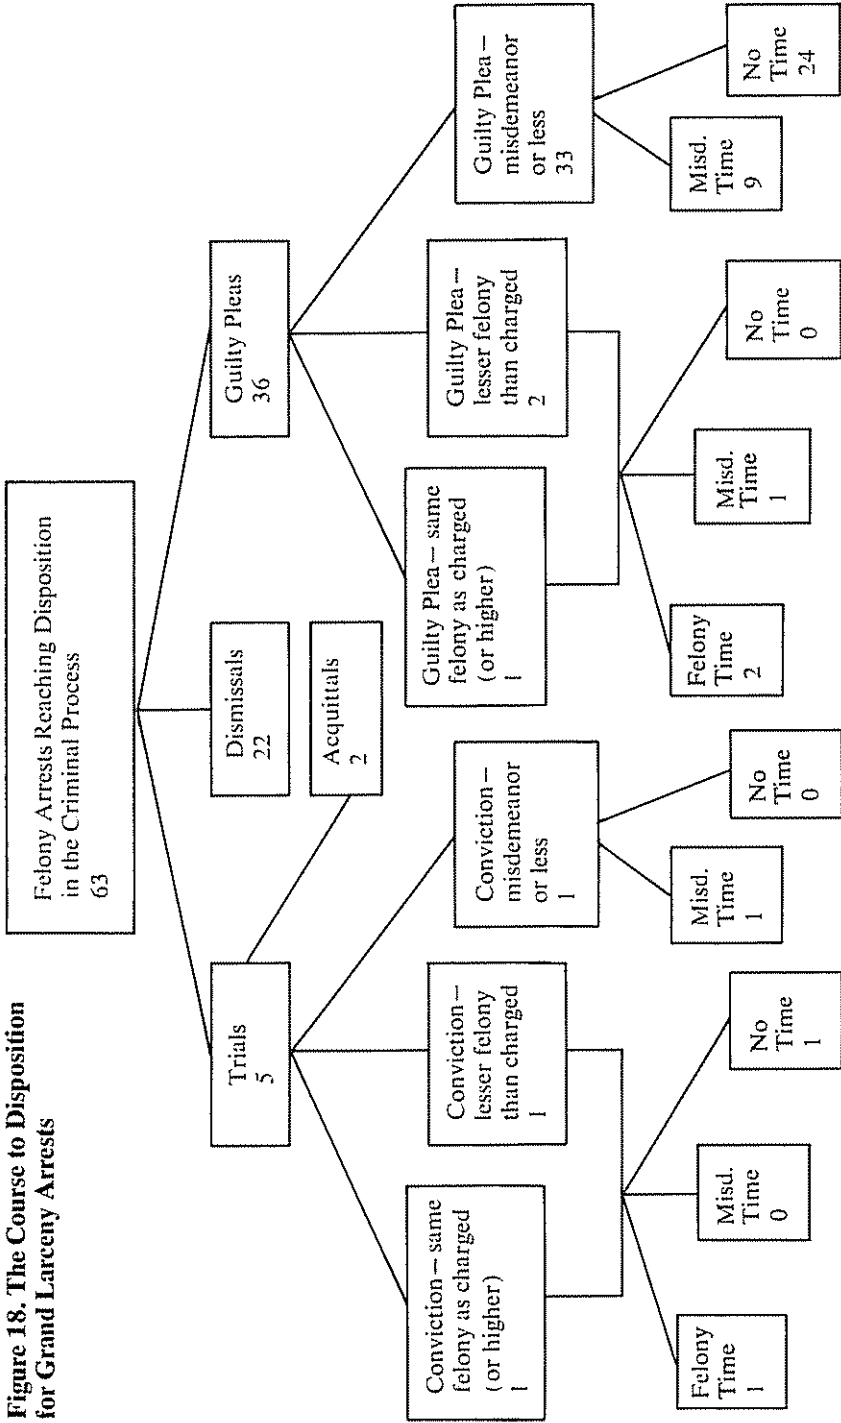 Figure 18. The Course to Disposition
for Grand Larceny Arrests
Felony Arrests Reaching Disposition
in the Criminal Process
63
Trials
5
Dismissals
22
Guilty Pleas
36
Acquittals
2
Conviction—same
felony as charged
(or higher)
1
Conviction—
lesser felony
than charged
1
Conviction—
misdemeanor
or less
1
Guilty Plea—same
felony as charged
(or higher)
1
Guilty Plea—
lesser felony
than charged
2
Guilty Plea—
misdemeanor
or less
33
Felony
Time
1
Misd.
Time
0
No
Time
1
Misd.
Time
1
No
Time
0
Felony
Time
2
Misd.
Time
1
No
Time
0
Misd.
Time
9
No
Time
24